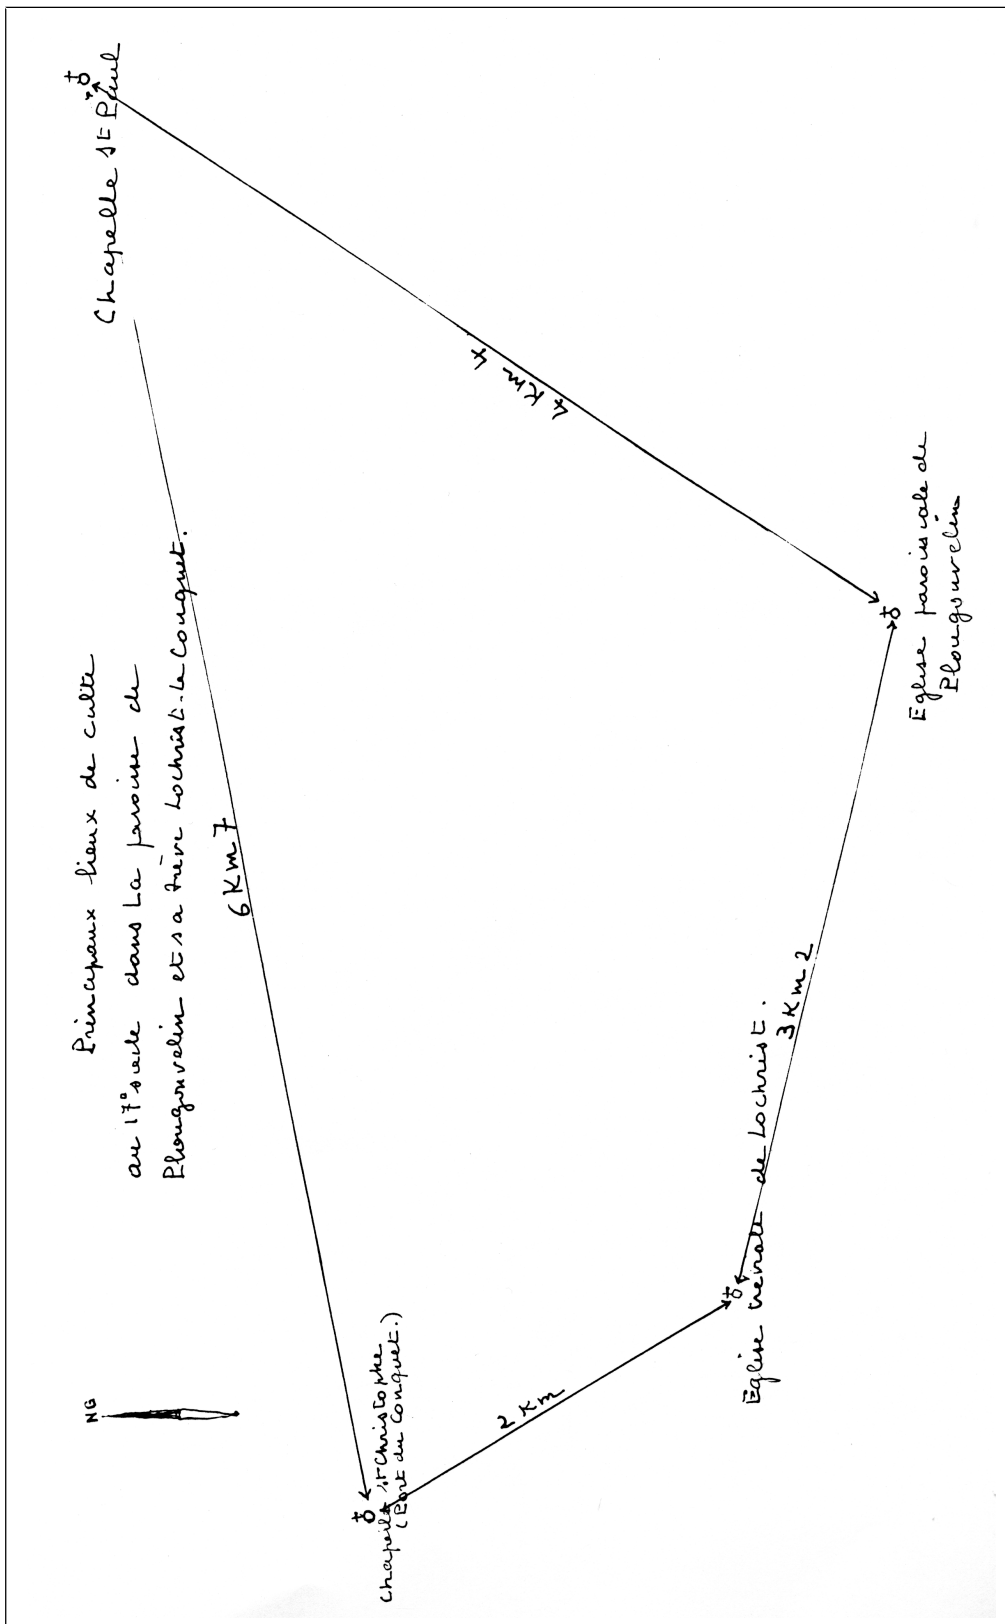 Principaux lieux de culte
au 17° siècle dans la paroisse de
Plougonvelin et sa trève Lochrist-Le Conquet.
NG
Chapelle St Paul
6 Km 7
4 Km 4
Chapelle St Christophe
(Port du Conquet.)
2 Km
Eglise trèviale de Lochrist.
3 Km 2
Eglise paroissiale de
Plougonvelin